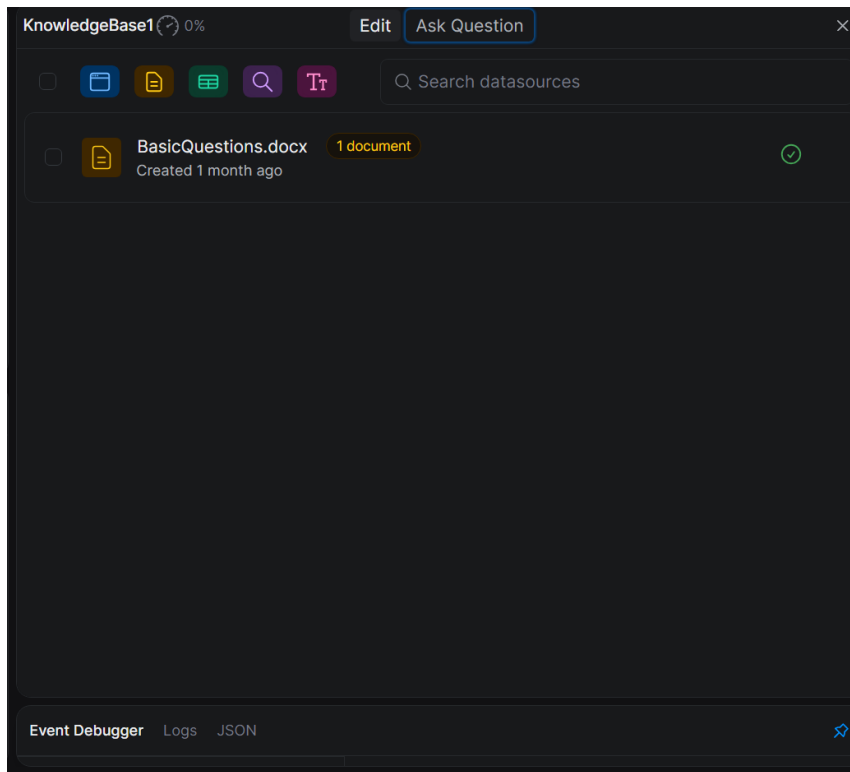 KnowledgeBase1 0% Edit Ask Question
Tт Search datasources
BasicQuestions.docx 1 document
Created 1 month ago
Event Debugger Logs JSON